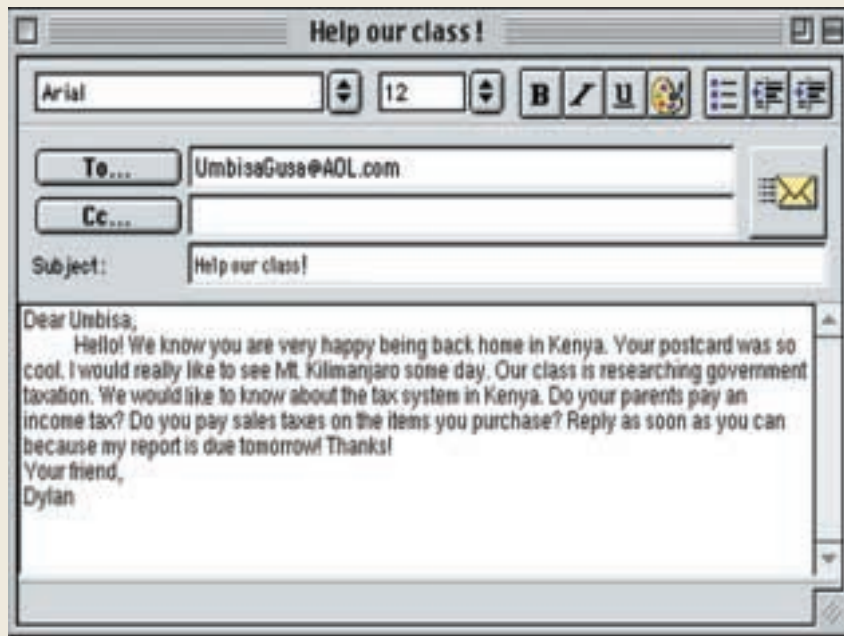 Help our class!
Arial 12 B I U
To... UmbisaGusa@AOL.com
Cc...
Subject: Help our class!
Dear Umbisa,
Hello! We know you are very happy being back home in Kenya. Your postcard was so
cool. I would really like to see Mt. Kilimanjaro some day. Our class is researching government
taxation. We would like to know about the tax system in Kenya. Do your parents pay an
income tax? Do you pay sales taxes on the items you purchase? Reply as soon as you can
because my report is due tomorrow! Thanks!
Your friend,
Dylan